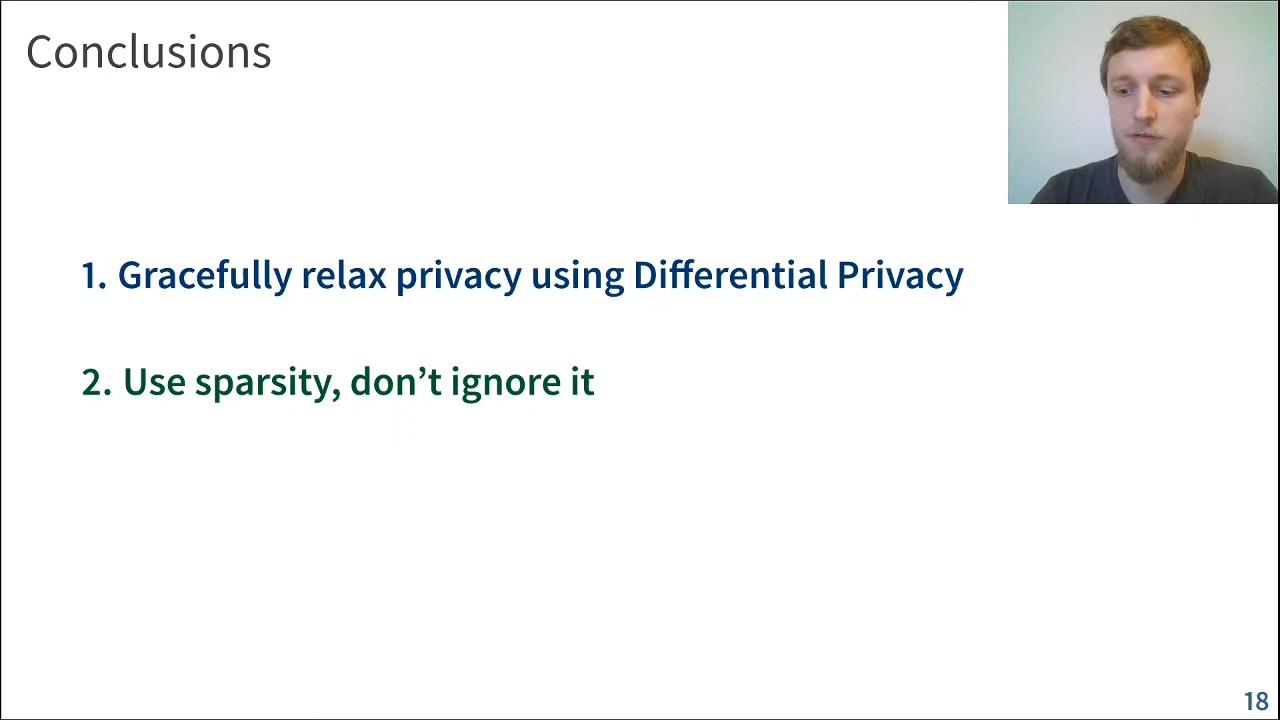 Conclusions
1. Gracefully relax privacy using Differential Privacy
2. Use sparsity, don’t ignore it
18